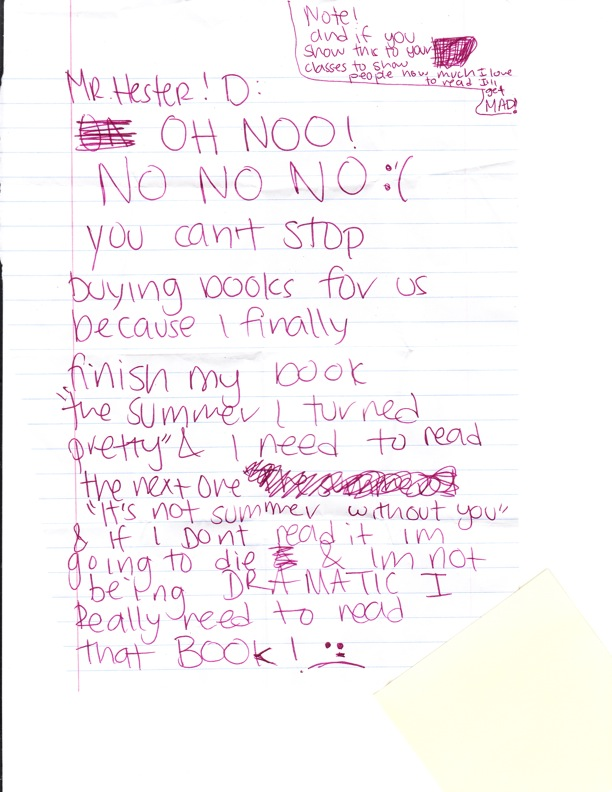 Note!
and if you
show this to your
classes to show
people how much I love
to read Ill
get
MAD!
Mr. Hester! D:
OH NOO!
NO NO NO :'(
you can't stop
buying books for us
because I finally
finish my book
"the summer I turned
pretty" & I need to read
the next one
"It's not summer without you"
& if I Dont read it im
going to die & Im not
being DRAMATIC I
Really need to read
that BOOK!